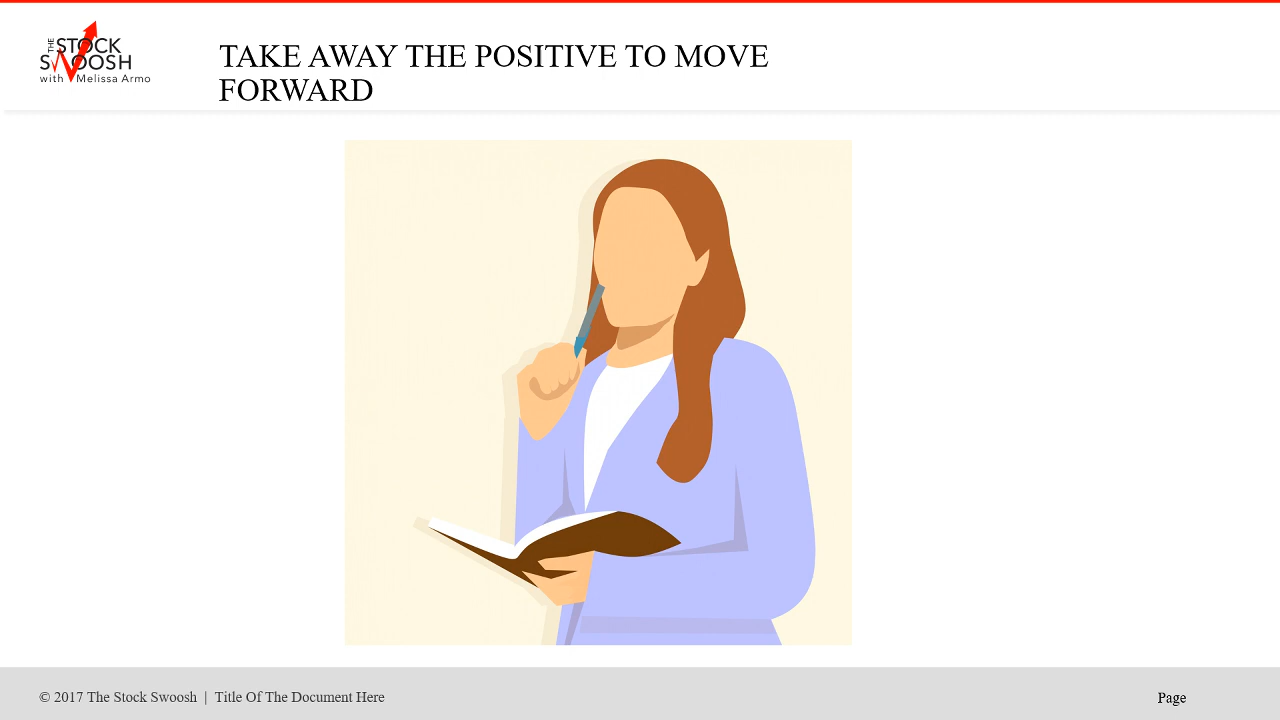 THE
STOCK
SWOOSH
with Melissa Armo
TAKE AWAY THE POSITIVE TO MOVE
FORWARD
© 2017 The Stock Swoosh | Title Of The Document Here
Page